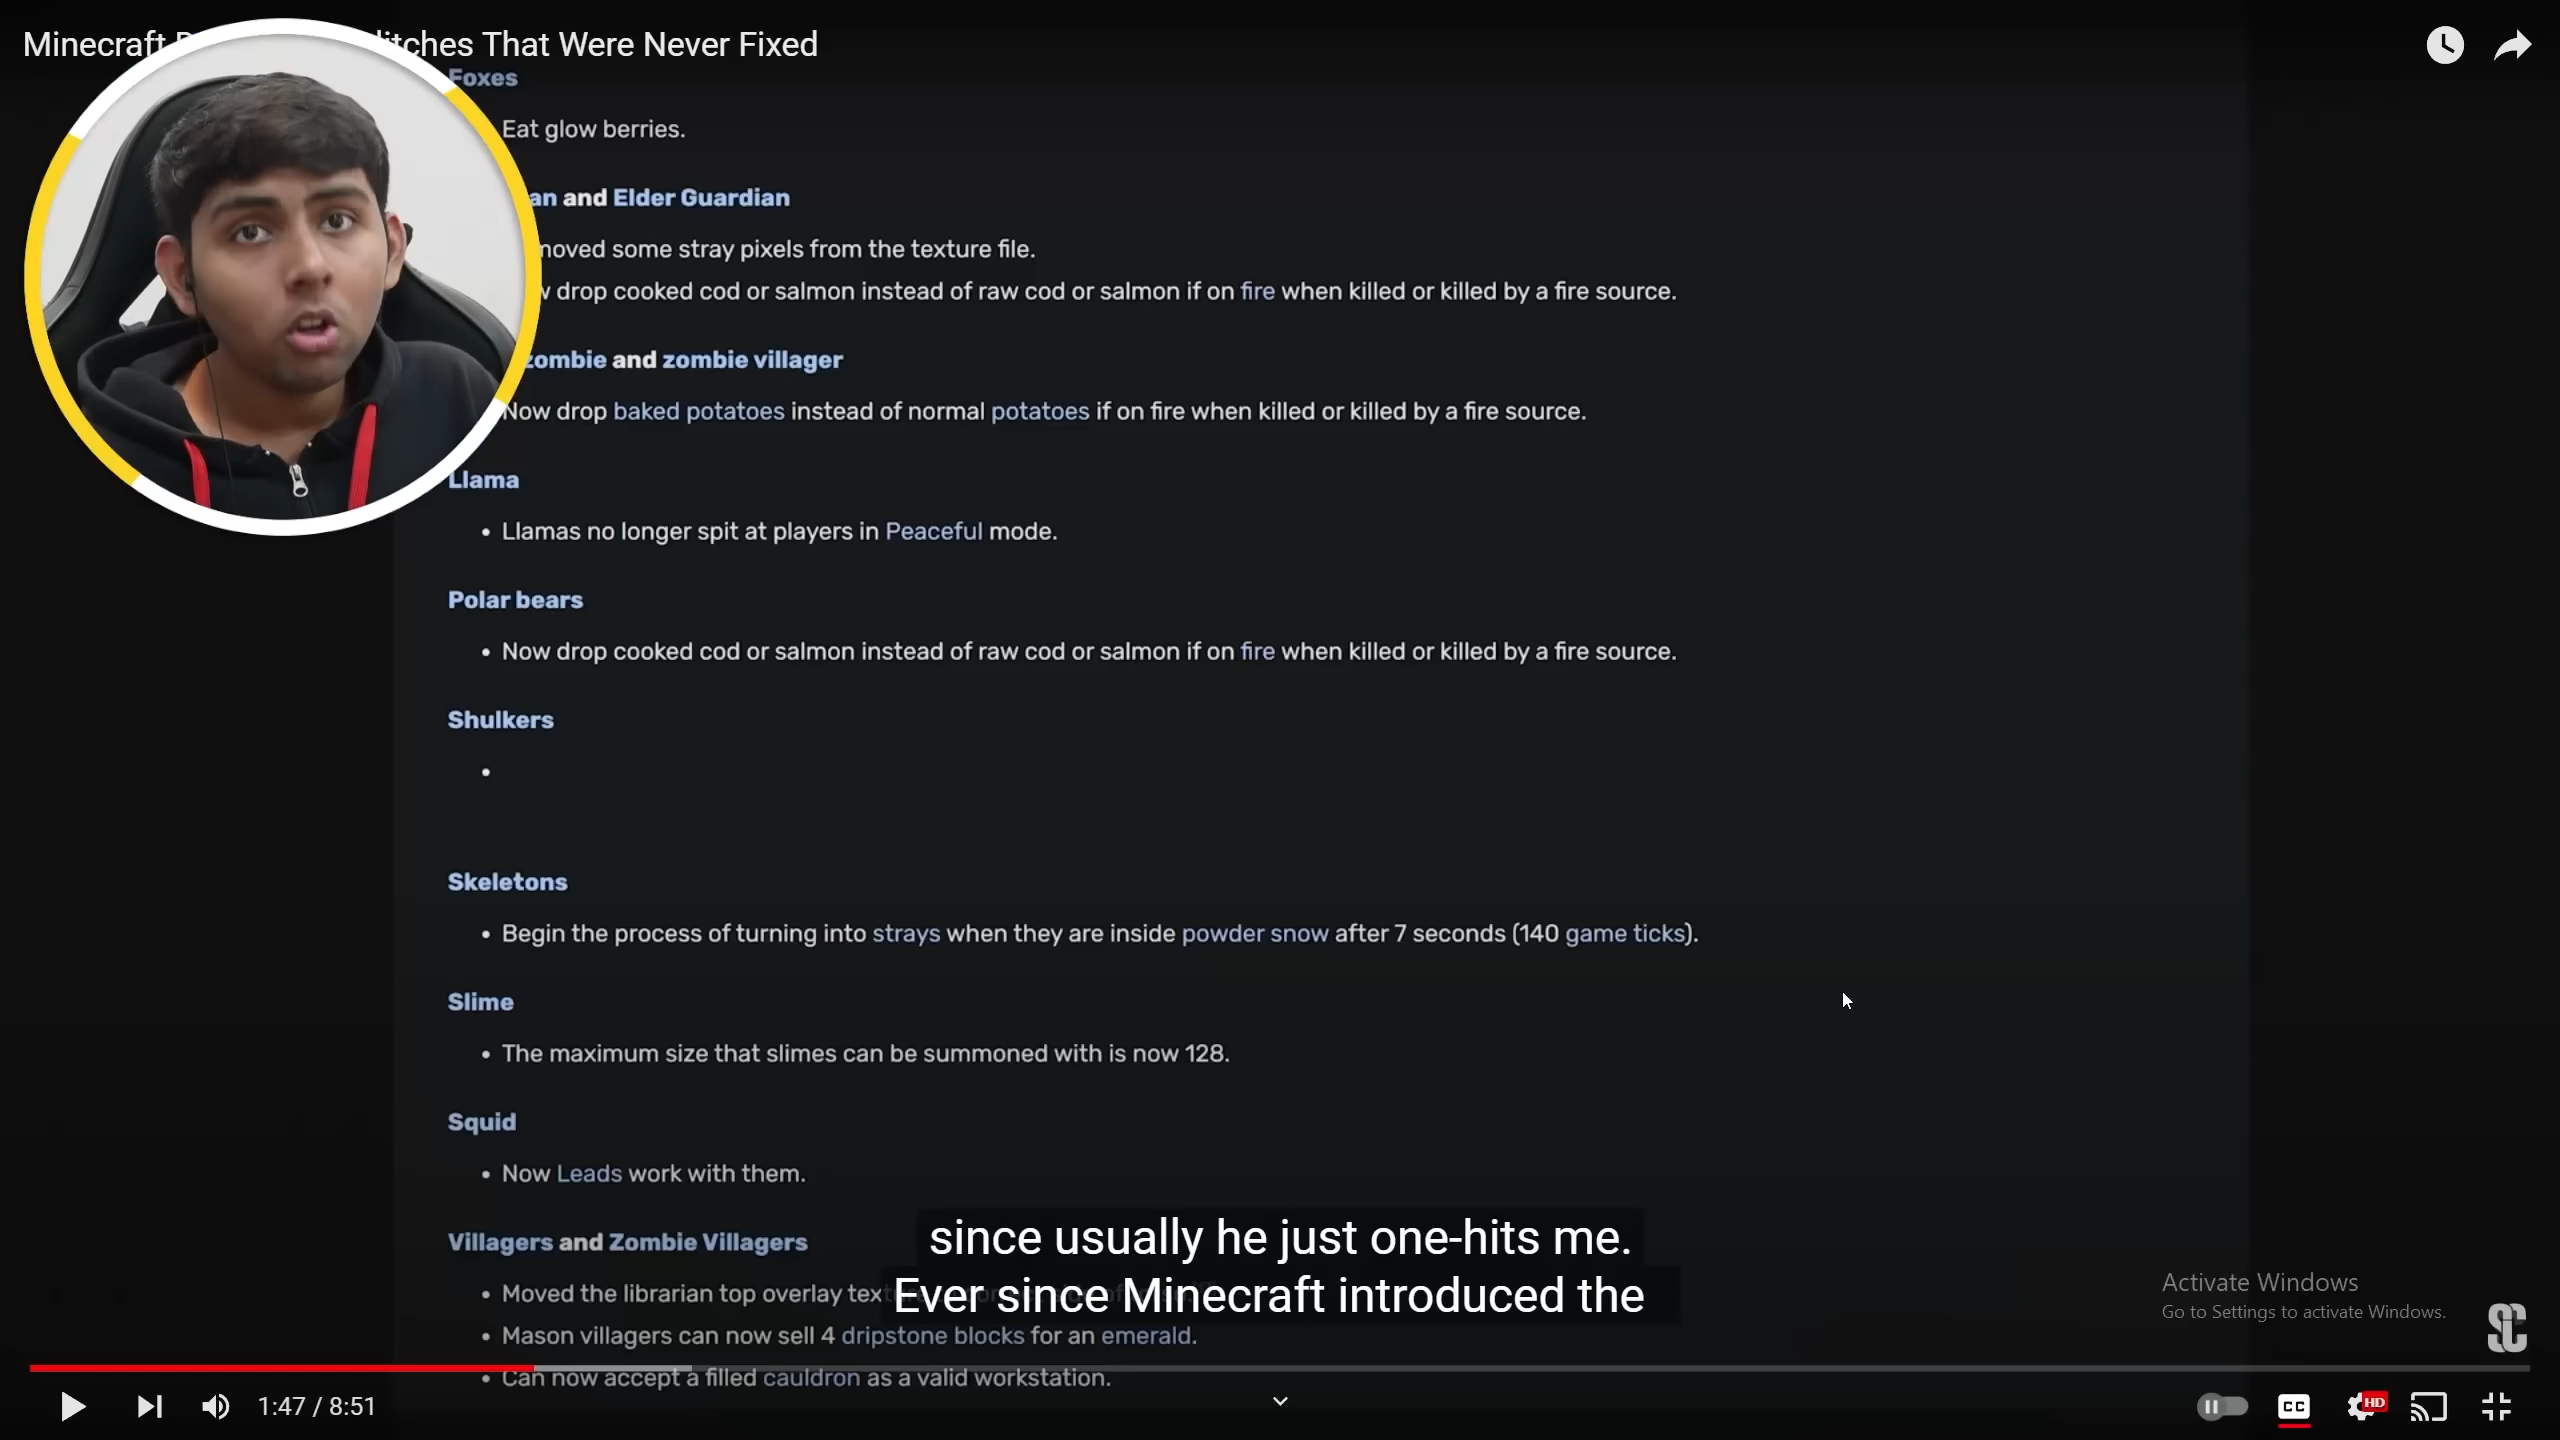 Minecraft litches That Were Never Fixed
Foxes
Eat glow berries.
an and Elder Guardian
moved some stray pixels from the texture file.
w drop cooked cod or salmon instead of raw cod or salmon if on fire when killed or killed by a fire source.
zombie and zombie villager
Now drop baked potatoes instead of normal potatoes if on fire when killed or killed by a fire source.
Llama
• Llamas no longer spit at players in Peaceful mode.
Polar bears
• Now drop cooked cod or salmon instead of raw cod or salmon if on fire when killed or killed by a fire source.
Shulkers
•
Skeletons
• Begin the process of turning into strays when they are inside powder snow after 7 seconds (140 game ticks).
Slime
• The maximum size that slimes can be summoned with is now 128.
Squid
• Now Leads work with them.
since usually he just one-hits me.
Villagers and Zombie Villagers
• Moved the librarian top overlay tex
Ever since Minecraft introduced the
Activate Windows
Go to Settings to activate Windows.
• Mason villagers can now sell 4 dripstone blocks for an emerald.
• Can now accept a filled cauldron as a valid workstation.
1:47 / 8:51
CC
HD